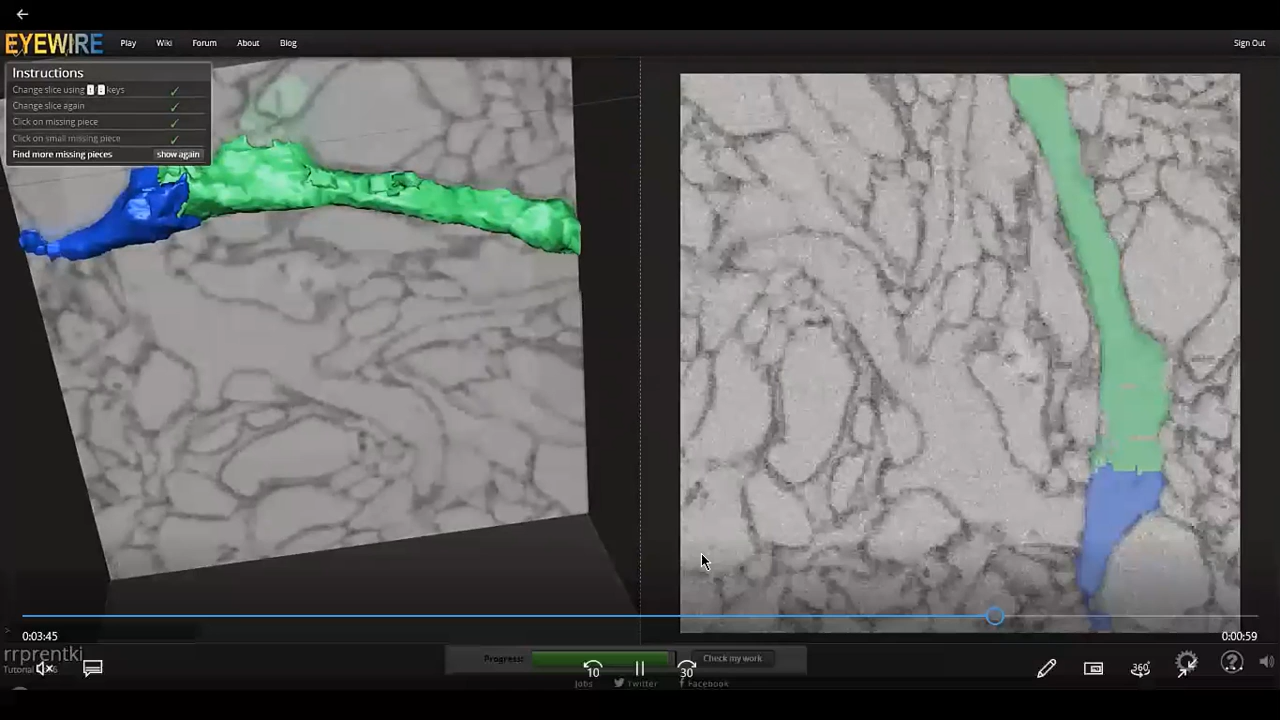 EYEWIRE Play Wiki Forum About Blog Sign Out
Instructions
Change slice using keys
Change slice again
Click on missing piece
Click on small missing piece
Find more missing pieces show again
0:03:45 0:00:59
rrprentki
Tutorial
Progress: Check my work
10 30 360°
Jobs Twitter Facebook